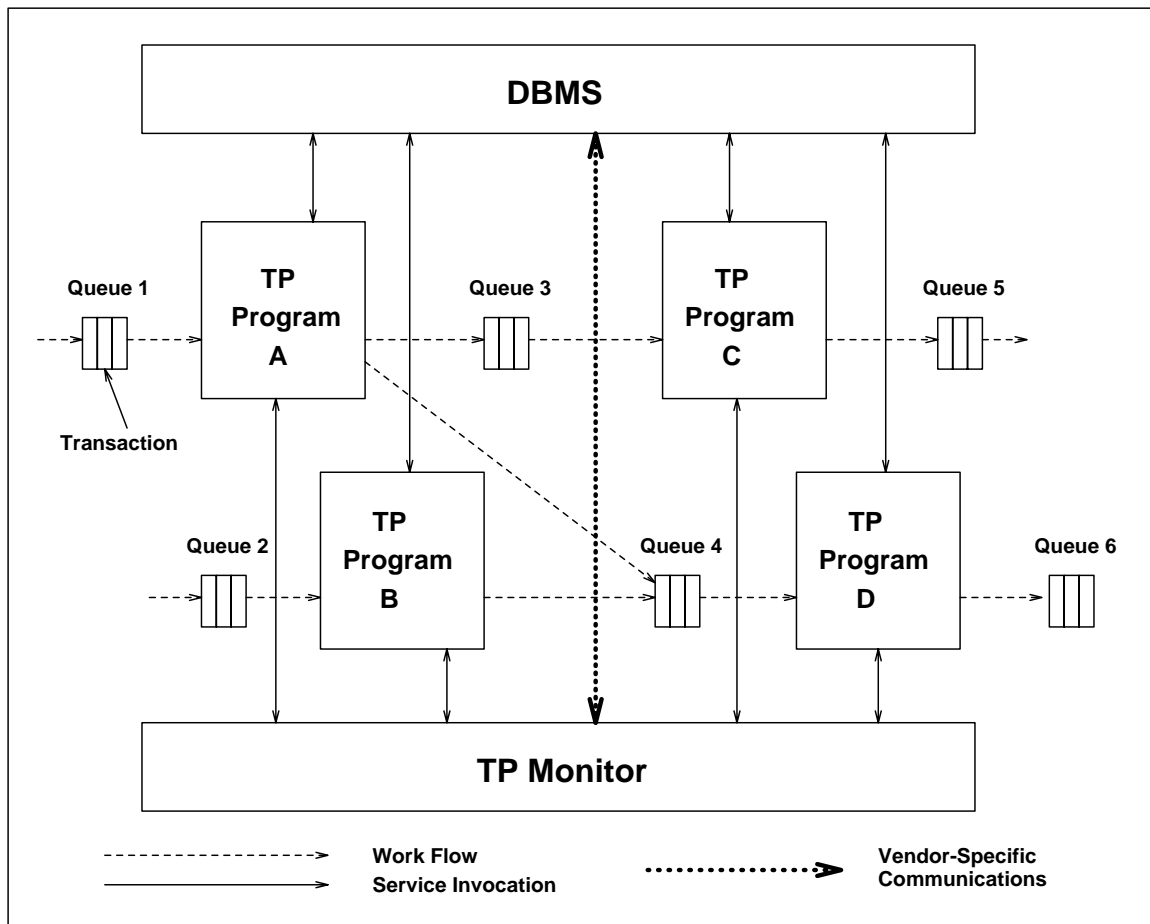 DBMS
TP
Program
A
TP
Program
C
Queue 1
Queue 3
Queue 5
Transaction
TP
Program
B
TP
Program
D
Queue 2
Queue 4
Queue 6
TP Monitor
Work Flow
Service Invocation
Vendor-Specific
Communications